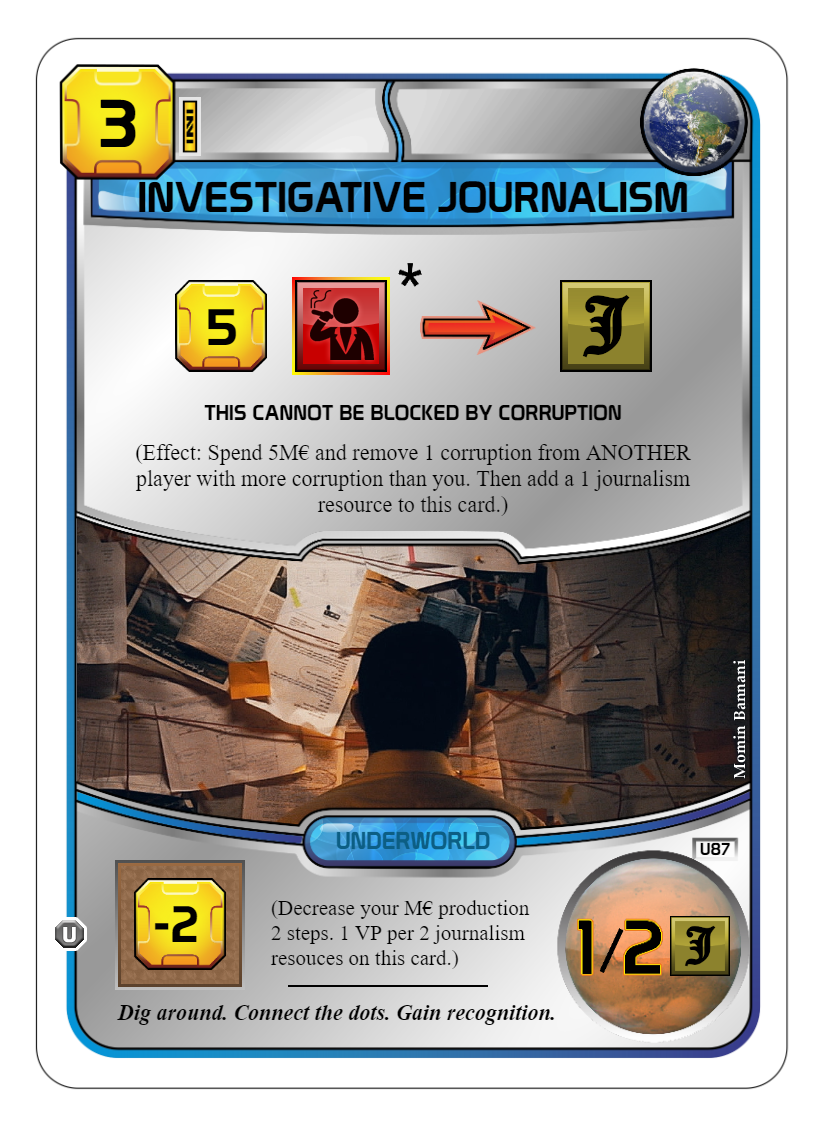 3
INNI
INVESTIGATIVE JOURNALISM
5 * J
THIS CANNOT BE BLOCKED BY CORRUPTION
(Effect: Spend 5M€ and remove 1 corruption from ANOTHER
player with more corruption than you. Then add a 1 journalism
resource to this card.)
Algeria
Momin Bannani
UNDERWORLD
U87
-2
(Decrease your M€ production
2 steps. 1 VP per 2 journalism
resouces on this card.)
1/2 J
U
Dig around. Connect the dots. Gain recognition.